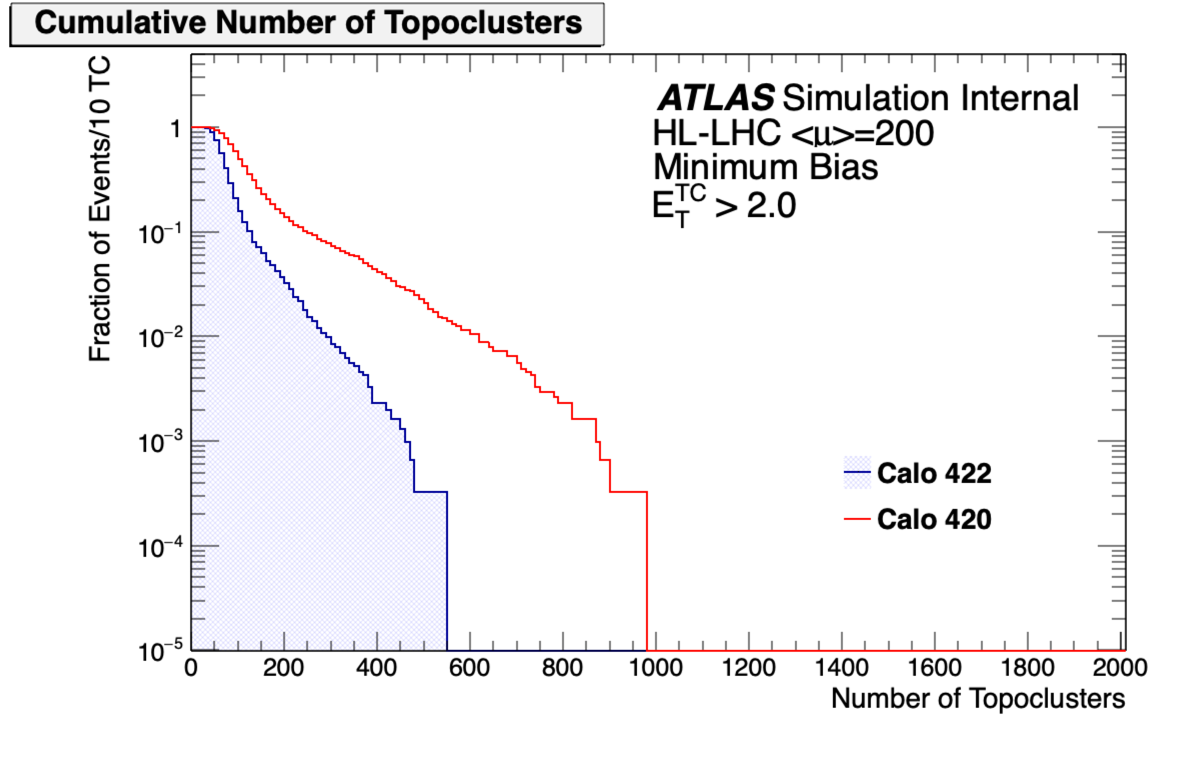 Cumulative Number of Topoclusters
Fraction of Events/10 TC
ATLAS Simulation Internal
HL-LHC <μ>=200
Minimum Bias
E_T^TC > 2.0
1
10⁻¹
10⁻²
10⁻³
10⁻⁴
10⁻⁵
Calo 422
Calo 420
0 200 400 600 800 1000 1200 1400 1600 1800 2000
Number of Topoclusters